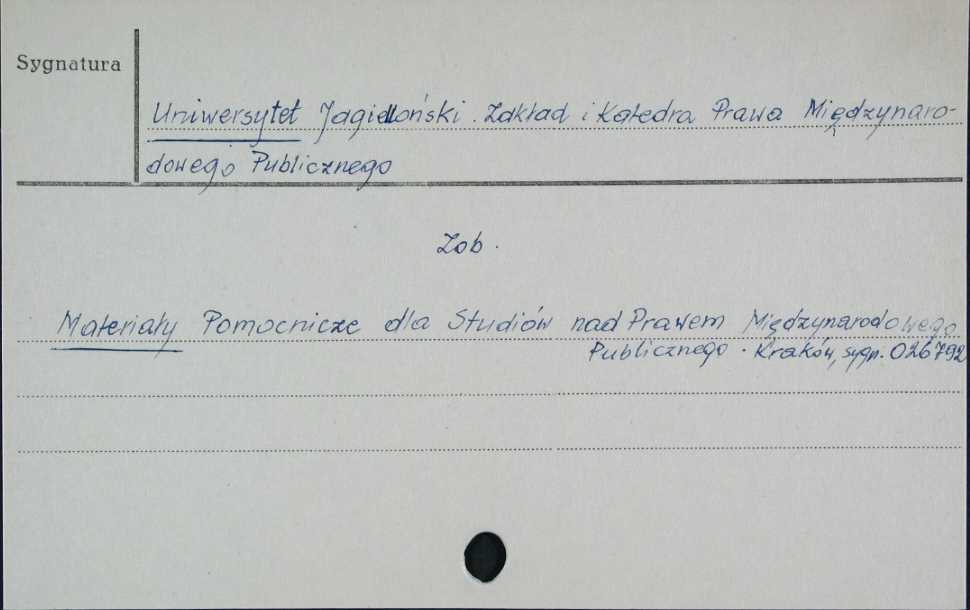 Sygnatura
Uniwersytet Jagielloński. Zakład i Katedra Prawa Międzynaro-
dowego Publicznego
Zob.
Materiały Pomocnicze dla Studiów nad Prawem Międzynarodowego
Publicznego. Kraków, sygn. 026792